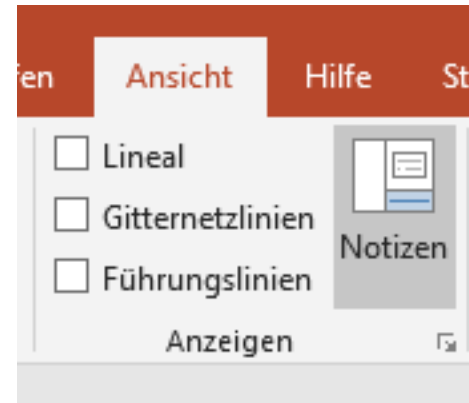 fen Ansicht Hilfe St
Lineal
Gitternetzlinien
Führungslinien
Notizen
Anzeigen